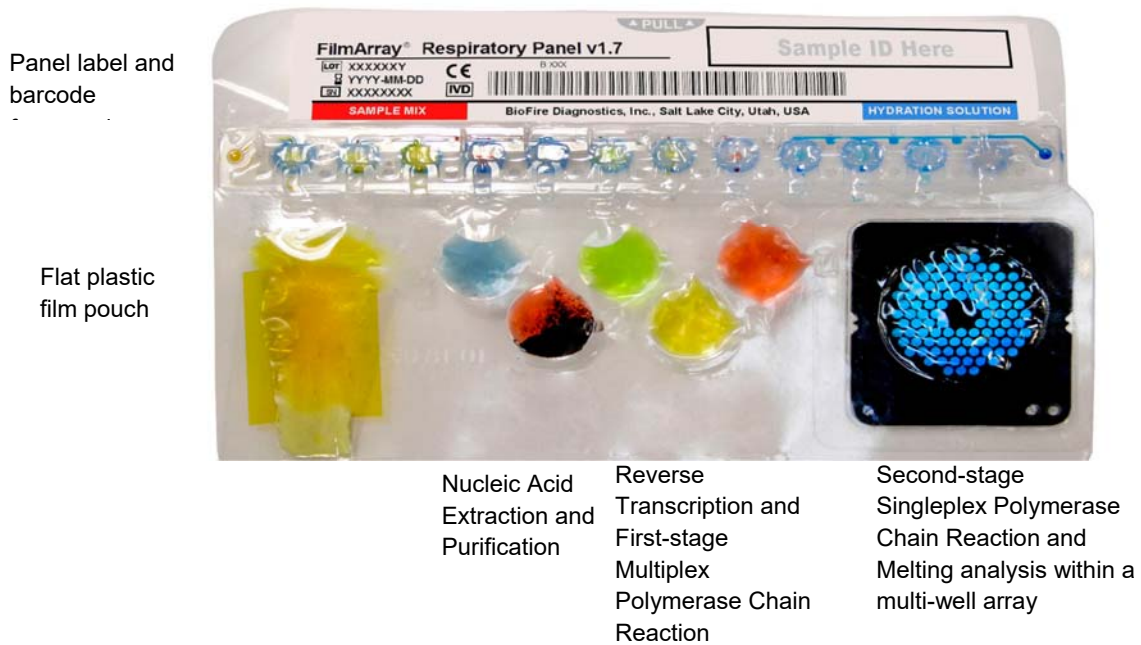 PULL
FilmArray® Respiratory Panel v1.7
Sample ID Here
LOT XXXXXXY
B XXX
YYYY-MM-DD
CE
SN XXXXXXXX
IVD
SAMPLE MIX
BioFire Diagnostics, Inc., Salt Lake City, Utah, USA
HYDRATION SOLUTION
Panel label and
barcode
Flat plastic
film pouch
Nucleic Acid
Extraction and
Purification
Reverse
Transcription and
First-stage
Multiplex
Polymerase Chain
Reaction
Second-stage
Singleplex Polymerase
Chain Reaction and
Melting analysis within a
multi-well array